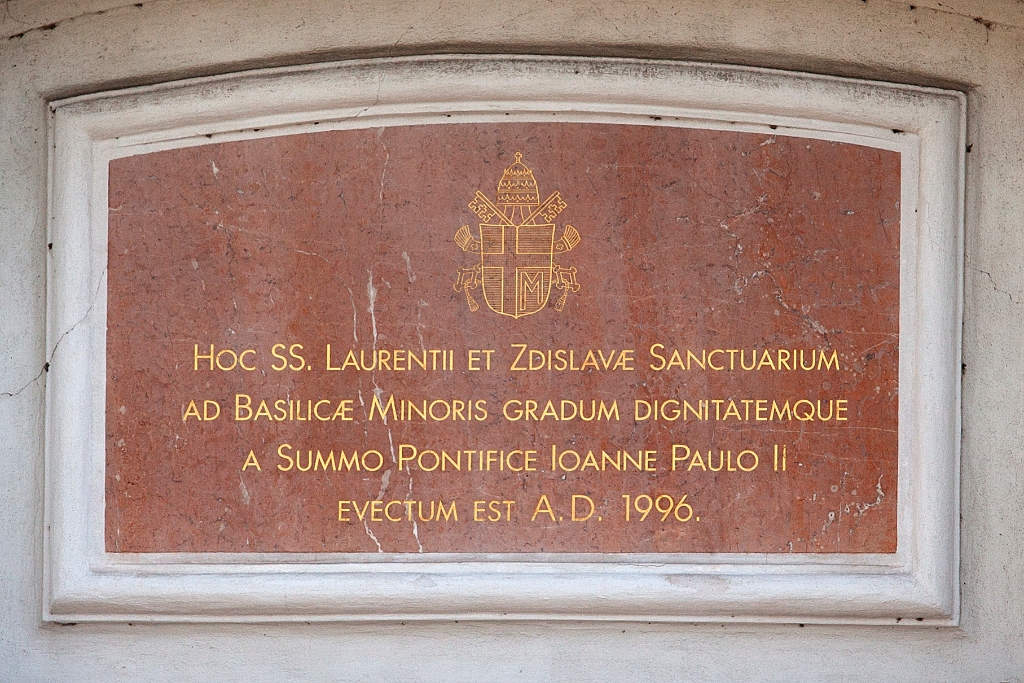 Hoc SS. Laurentii et Zdislavæ Sanctuarium
ad Basilicæ Minoris gradum dignitatemque
a Summo Pontifice Ioanne Paulo II
evectum est A.D. 1996.
M